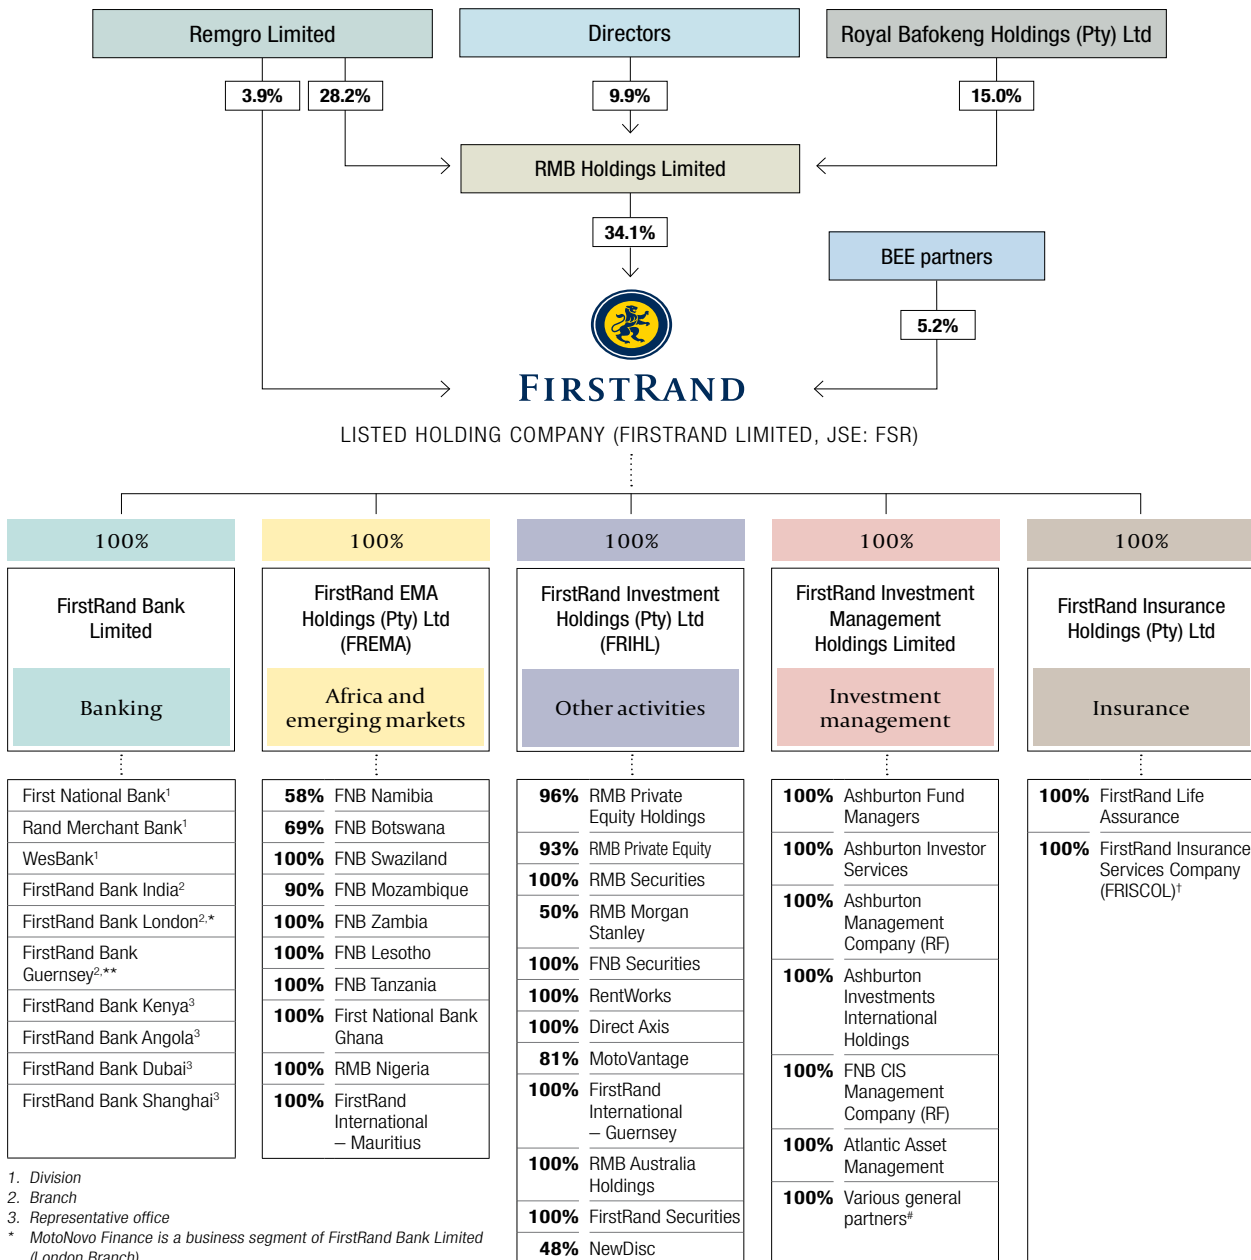 Remgro Limited
Directors
Royal Bafokeng Holdings (Pty) Ltd
3.9%
28.2%
9.9%
15.0%
RMB Holdings Limited
34.1%
BEE partners
5.2%
FIRSTRAND
LISTED HOLDING COMPANY (FIRSTRAND LIMITED, JSE: FSR)
100%
FirstRand Bank
Limited
Banking
First National Bank¹
Rand Merchant Bank¹
WesBank¹
FirstRand Bank India²
FirstRand Bank London²,*
FirstRand Bank
Guernsey²,**
FirstRand Bank Kenya³
FirstRand Bank Angola³
FirstRand Bank Dubai³
FirstRand Bank Shanghai³
100%
FirstRand EMA
Holdings (Pty) Ltd
(FREMA)
Africa and
emerging markets
58% FNB Namibia
69% FNB Botswana
100% FNB Swaziland
90% FNB Mozambique
100% FNB Zambia
100% FNB Lesotho
100% FNB Tanzania
100% First National Bank
Ghana
100% RMB Nigeria
100% FirstRand
International
– Mauritius
100%
FirstRand Investment
Holdings (Pty) Ltd
(FRIHL)
Other activities
96% RMB Private
Equity Holdings
93% RMB Private Equity
100% RMB Securities
50% RMB Morgan
Stanley
100% FNB Securities
100% RentWorks
100% Direct Axis
81% MotoVantage
100% FirstRand
International
– Guernsey
100% RMB Australia
Holdings
100% FirstRand Securities
48% NewDisc
100%
FirstRand Investment
Management
Holdings Limited
Investment
management
100% Ashburton Fund
Managers
100% Ashburton Investor
Services
100% Ashburton
Management
Company (RF)
100% Ashburton
Investments
International
Holdings
100% FNB CIS
Management
Company (RF)
100% Atlantic Asset
Management
100% Various general
partners#
100%
FirstRand Insurance
Holdings (Pty) Ltd
Insurance
100% FirstRand Life
Assurance
100% FirstRand Insurance
Services Company
(FRISCOL)†
1. Division
2. Branch
3. Representative office
* MotoNovo Finance is a business segment of FirstRand Bank Limited
(London Branch)